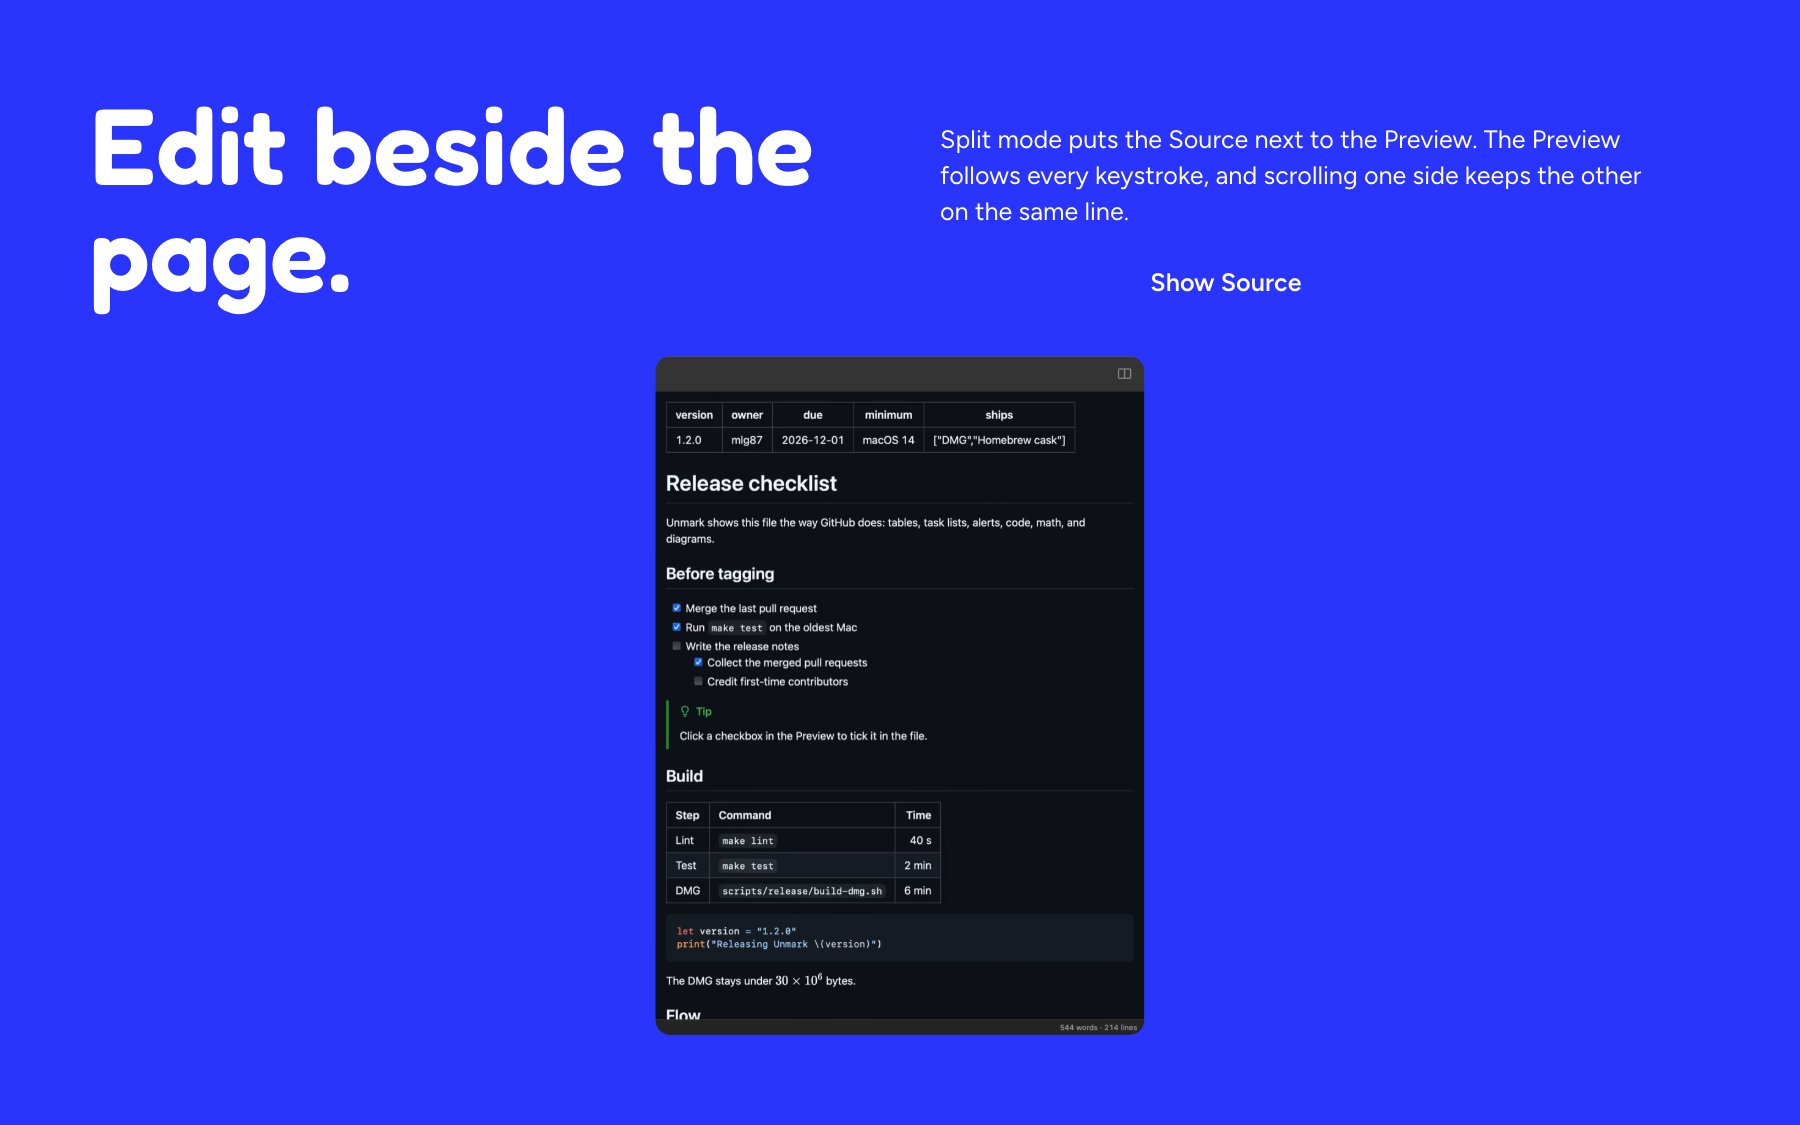 Edit beside the
page.
Split mode puts the Source next to the Preview. The Preview
follows every keystroke, and scrolling one side keeps the other
on the same line.
Show Source
version owner due minimum ships
1.2.0 mlg87 2026-12-01 macOS 14 ["DMG","Homebrew cask"]
Release checklist
Unmark shows this file the way GitHub does: tables, task lists, alerts, code, math, and
diagrams.
Before tagging
Merge the last pull request
Run make test on the oldest Mac
Write the release notes
Collect the merged pull requests
Credit first-time contributors
Tip
Click a checkbox in the Preview to tick it in the file.
Build
Step Command Time
Lint make lint 40 s
Test make test 2 min
DMG scripts/release/build-dmg.sh 6 min
let version = "1.2.0"
print("Releasing Unmark \(version)")
The DMG stays under 30 × 10⁶ bytes.
Flow
544 words · 214 lines